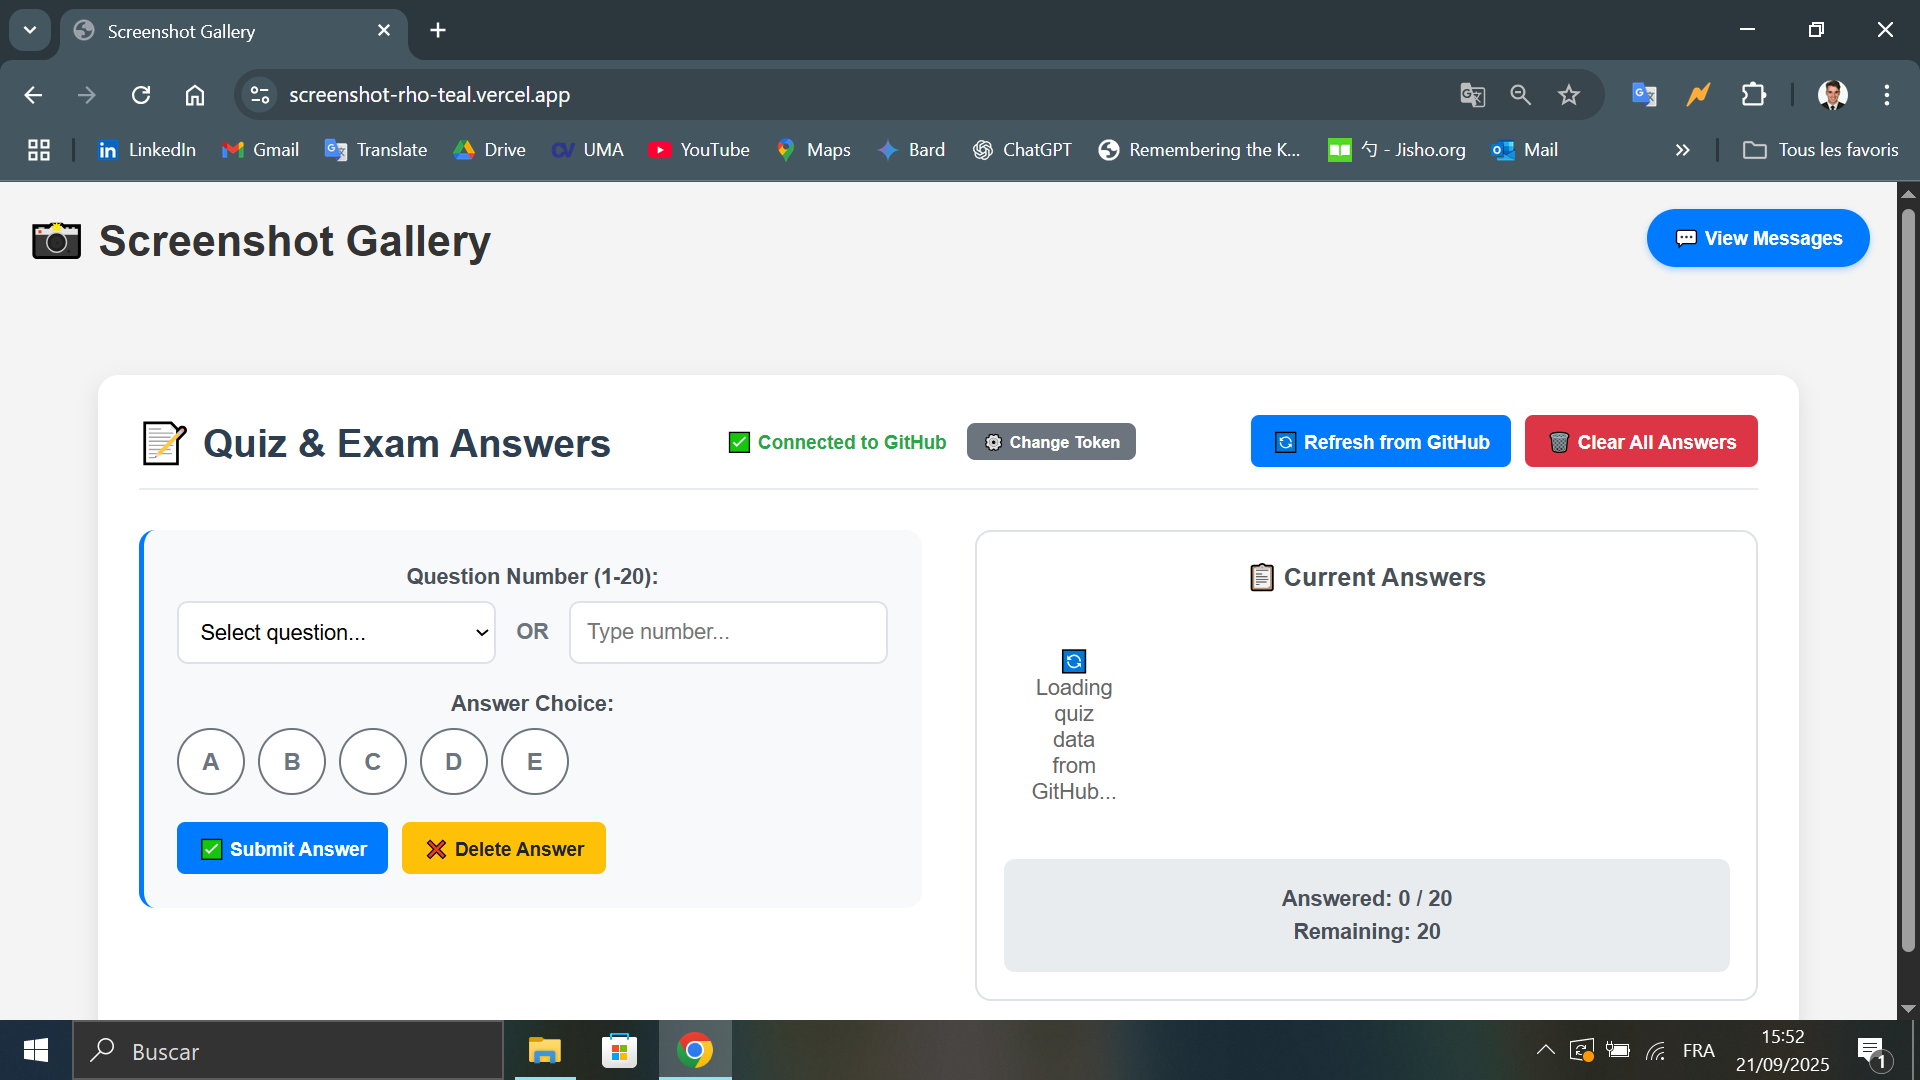 Screenshot Gallery
screenshot-rho-teal.vercel.app
LinkedIn Gmail Translate Drive UMA YouTube Maps Bard ChatGPT Remembering the K... 勺 - Jisho.org Mail Tous les favoris
Screenshot Gallery
View Messages
Quiz & Exam Answers
Connected to GitHub
Change Token
Refresh from GitHub
Clear All Answers
Question Number (1-20):
Select question...
OR
Type number...
Answer Choice:
A B C D E
Submit Answer
Delete Answer
Current Answers
Loading
quiz
data
from
GitHub...
Answered: 0 / 20
Remaining: 20
Buscar
FRA
15:52
21/09/2025
1